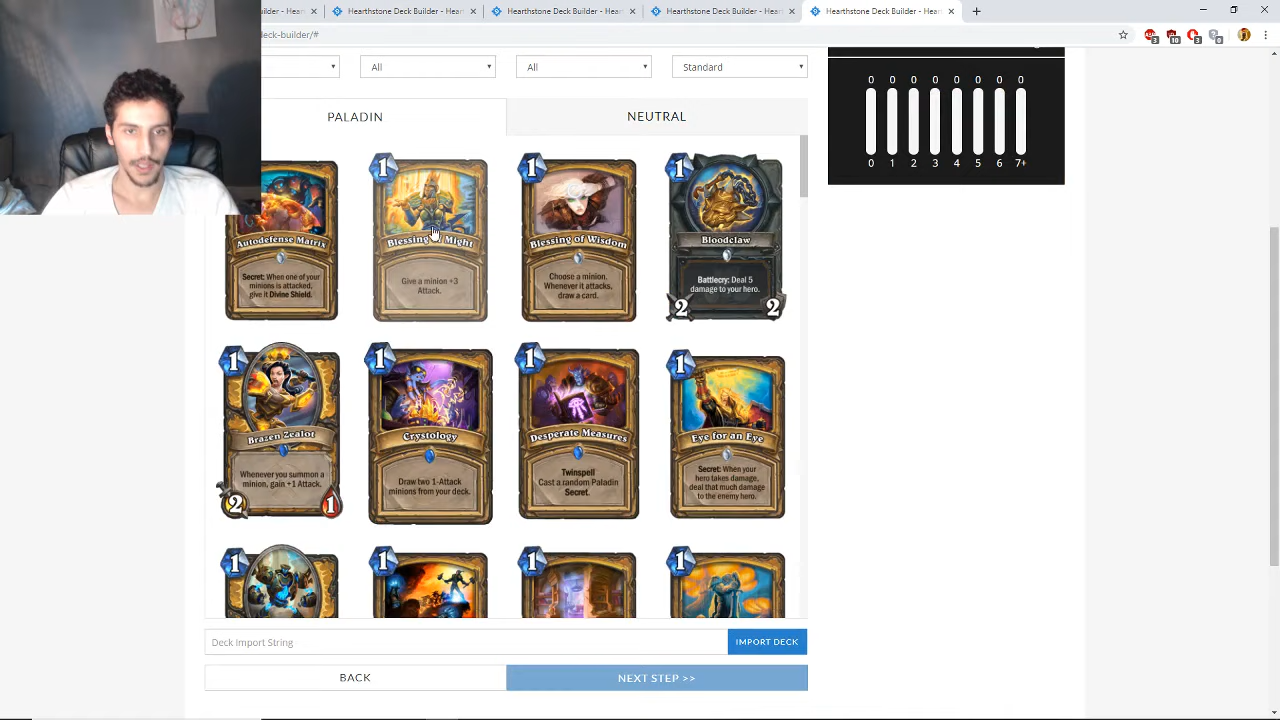 builder - Hear
Hearthstone Deck Builder - Hear
Hearthstone Deck Builder - Hear
Hearthstone Deck Builder - Hear
Hearthstone Deck Builder - Hear
deck-builder/#
3
10
3
0
All
All
Standard
PALADIN
NEUTRAL
0 0 0 0 0 0 0 0
0 1 2 3 4 5 6 7+
1
Autodefense Matrix
Secret: When one of your
minions is attacked,
give it Divine Shield.
1
Blessing of Might
Give a minion +3
Attack.
1
Blessing of Wisdom
Choose a minion.
Whenever it attacks,
draw a card.
1
Bloodclaw
Battlecry: Deal 5
damage to your hero.
2 2
1
Brazen Zealot
Whenever you summon a
minion, gain +1 Attack.
2 1
1
Crystology
Draw two 1-Attack
minions from your deck.
1
Desperate Measures
Twinspell
Cast a random Paladin
Secret.
1
Eye for an Eye
Secret: When your
hero takes damage,
deal that much damage
to the enemy hero.
1
1
1
1
Deck Import String
IMPORT DECK
BACK
NEXT STEP >>